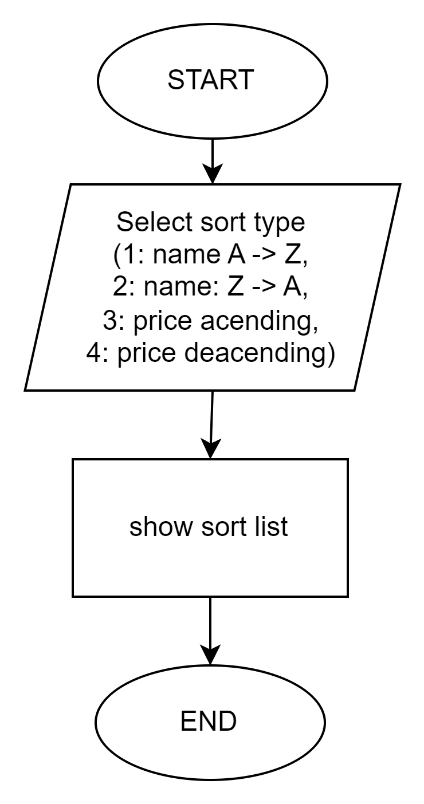 START
Select sort type
(1: name A -> Z,
2: name: Z -> A,
3: price acending,
4: price deacending)
show sort list
END